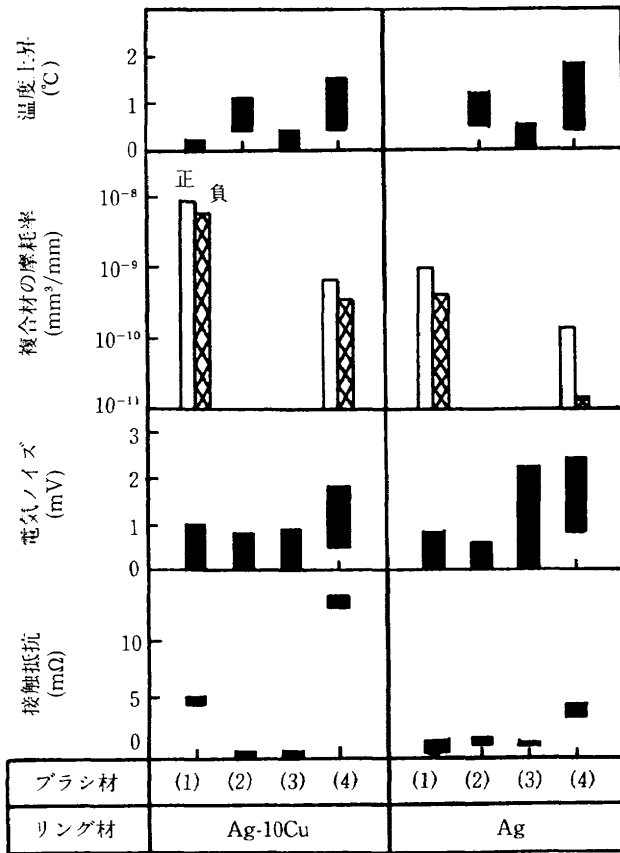 温度上昇
(℃)
2
1
0
複合材の摩耗率
(mm³/mm)
10⁻⁸
10⁻⁹
10⁻¹⁰
10⁻¹¹
正 負
電気ノイズ
(mV)
3
2
1
0
接触抵抗
(mΩ)
10
5
0
ブラシ材 (1) (2) (3) (4) (1) (2) (3) (4)
リング材 Ag-10Cu Ag